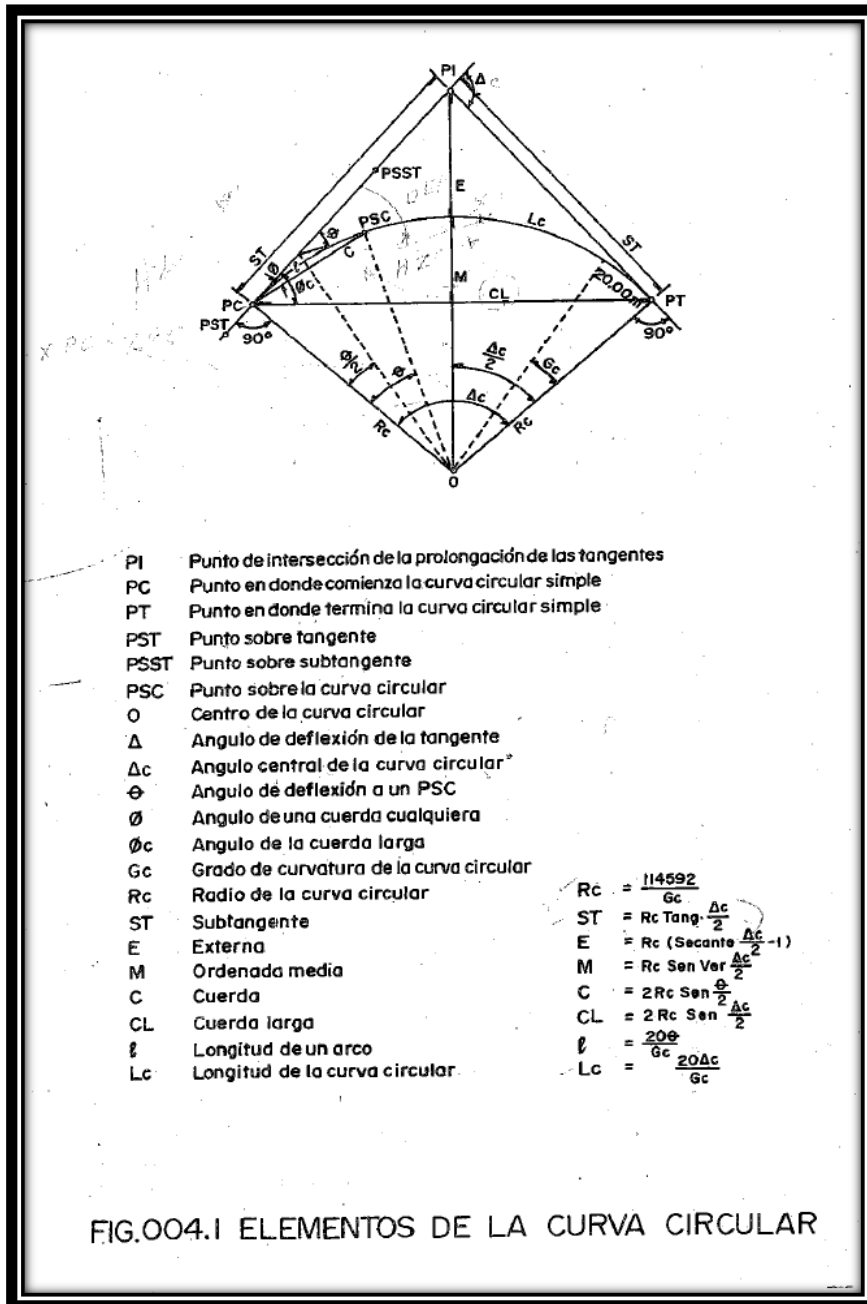 PI
Δc
PSST
E
PSC
Lc
ST
ST
θ
C
Ø
ℓ
Øc
M
20.00m
PC
CL
PT
PST
90°
90°
Ø/2
Ø
Δc/2
Gc
Δc
Rc
Rc
O
PI Punto de intersección de la prolongación de las tangentes
PC Punto en donde comienza la curva circular simple
PT Punto en donde termina la curva circular simple
PST Punto sobre tangente
PSST Punto sobre subtangente
PSC Punto sobre la curva circular
O Centro de la curva circular
Δ Angulo de deflexión de la tangente
Δc Angulo central de la curva circular
θ Angulo de deflexión a un PSC
Ø Angulo de una cuerda cualquiera
Øc Angulo de la cuerda larga
Gc Grado de curvatura de la curva circular
Rc Radio de la curva circular
ST Subtangente
E Externa
M Ordenada media
C Cuerda
CL Cuerda larga
ℓ Longitud de un arco
Lc Longitud de la curva circular
Rc = 114592/Gc
ST = Rc Tang. Δc/2
E = Rc (Secante Δc/2 -1)
M = Rc Sen Ver Δc/2
C = 2Rc Sen θ/2
CL = 2 Rc Sen Δc/2
ℓ = 20θ/Gc
Lc = 20Δc/Gc
FIG.004.1 ELEMENTOS DE LA CURVA CIRCULAR